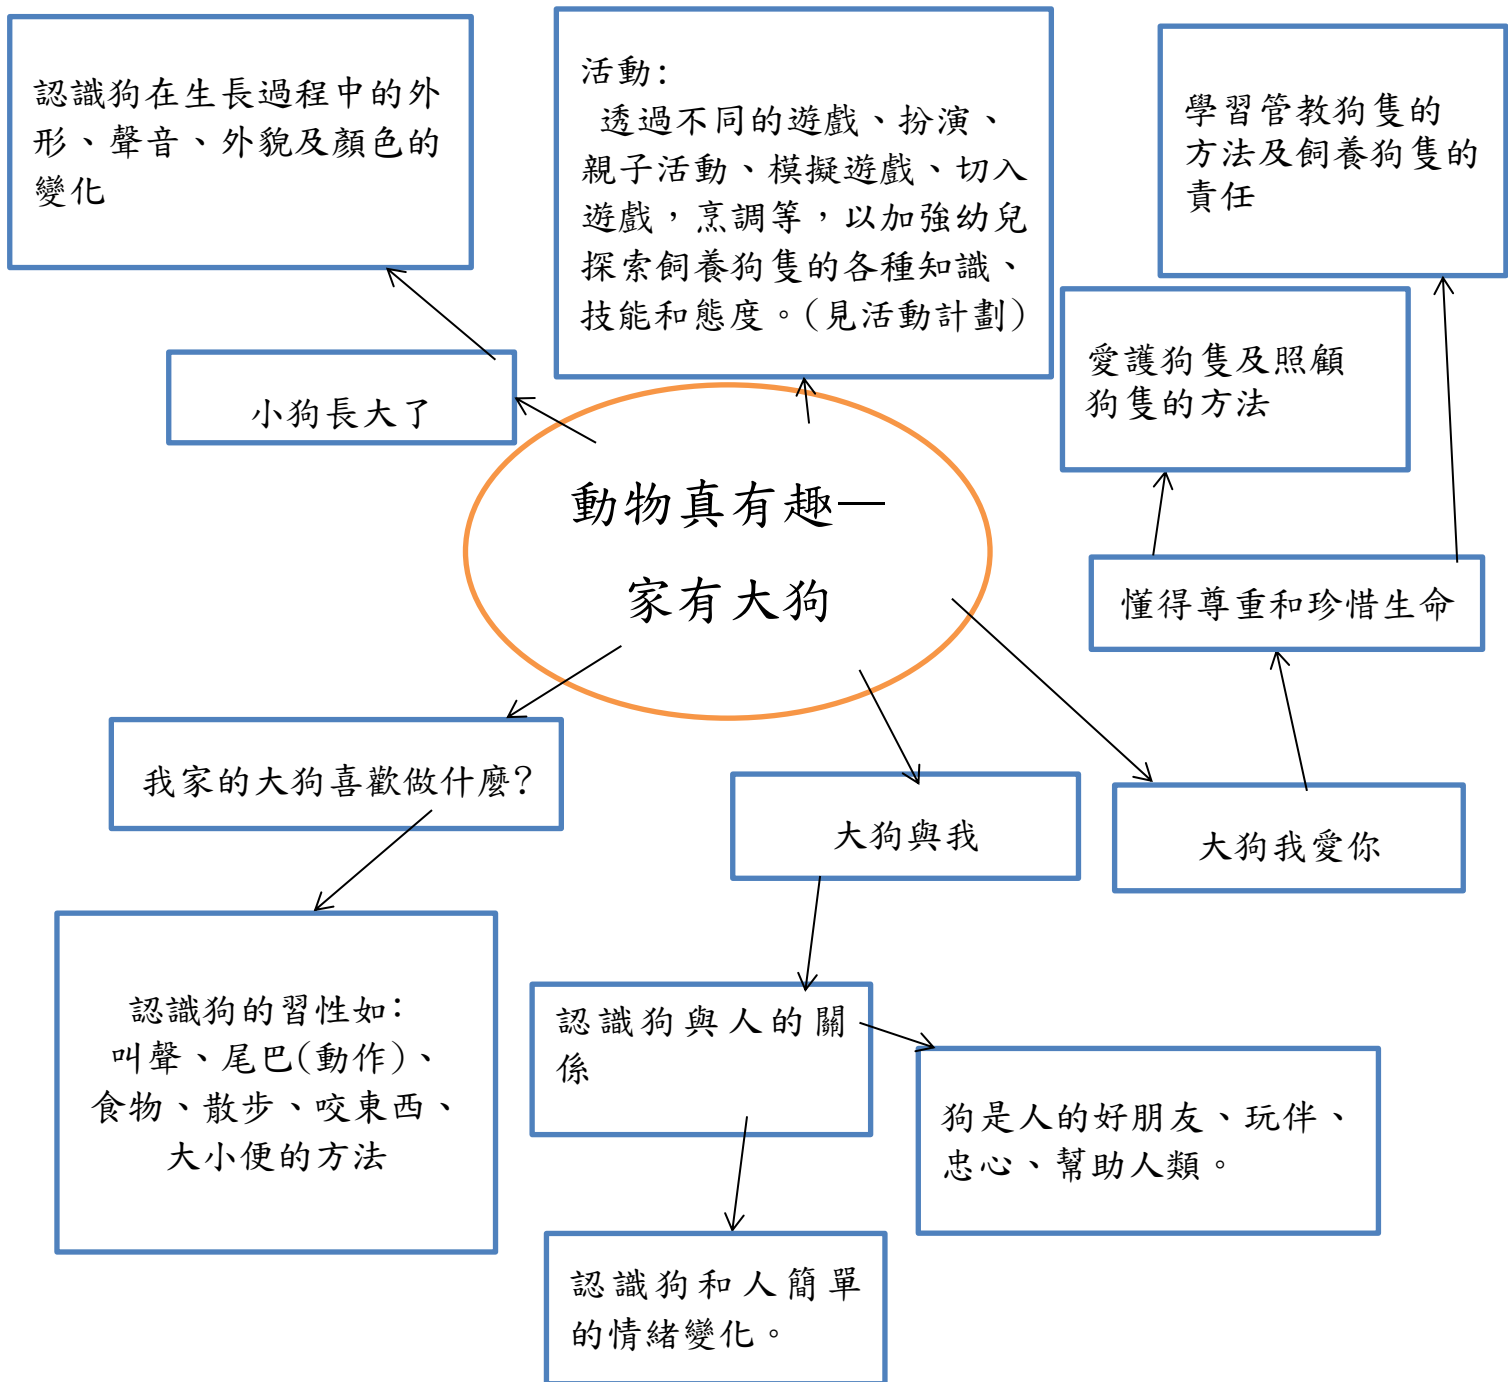 認識狗在生長過程中的外
形、聲音、外貌及顏色的
變化
活動:
透過不同的遊戲、扮演、
親子活動、模擬遊戲、切入
遊戲，烹調等，以加強幼兒
探索飼養狗隻的各種知識、
技能和態度。(見活動計劃)
學習管教狗隻的
方法及飼養狗隻的
責任
愛護狗隻及照顧
狗隻的方法
小狗長大了
動物真有趣—
家有大狗
懂得尊重和珍惜生命
我家的大狗喜歡做什麼?
大狗與我
大狗我愛你
認識狗的習性如:
叫聲、尾巴(動作)、
食物、散步、咬東西、
大小便的方法
認識狗與人的關
係
狗是人的好朋友、玩伴、
忠心、幫助人類。
認識狗和人簡單
的情緒變化。